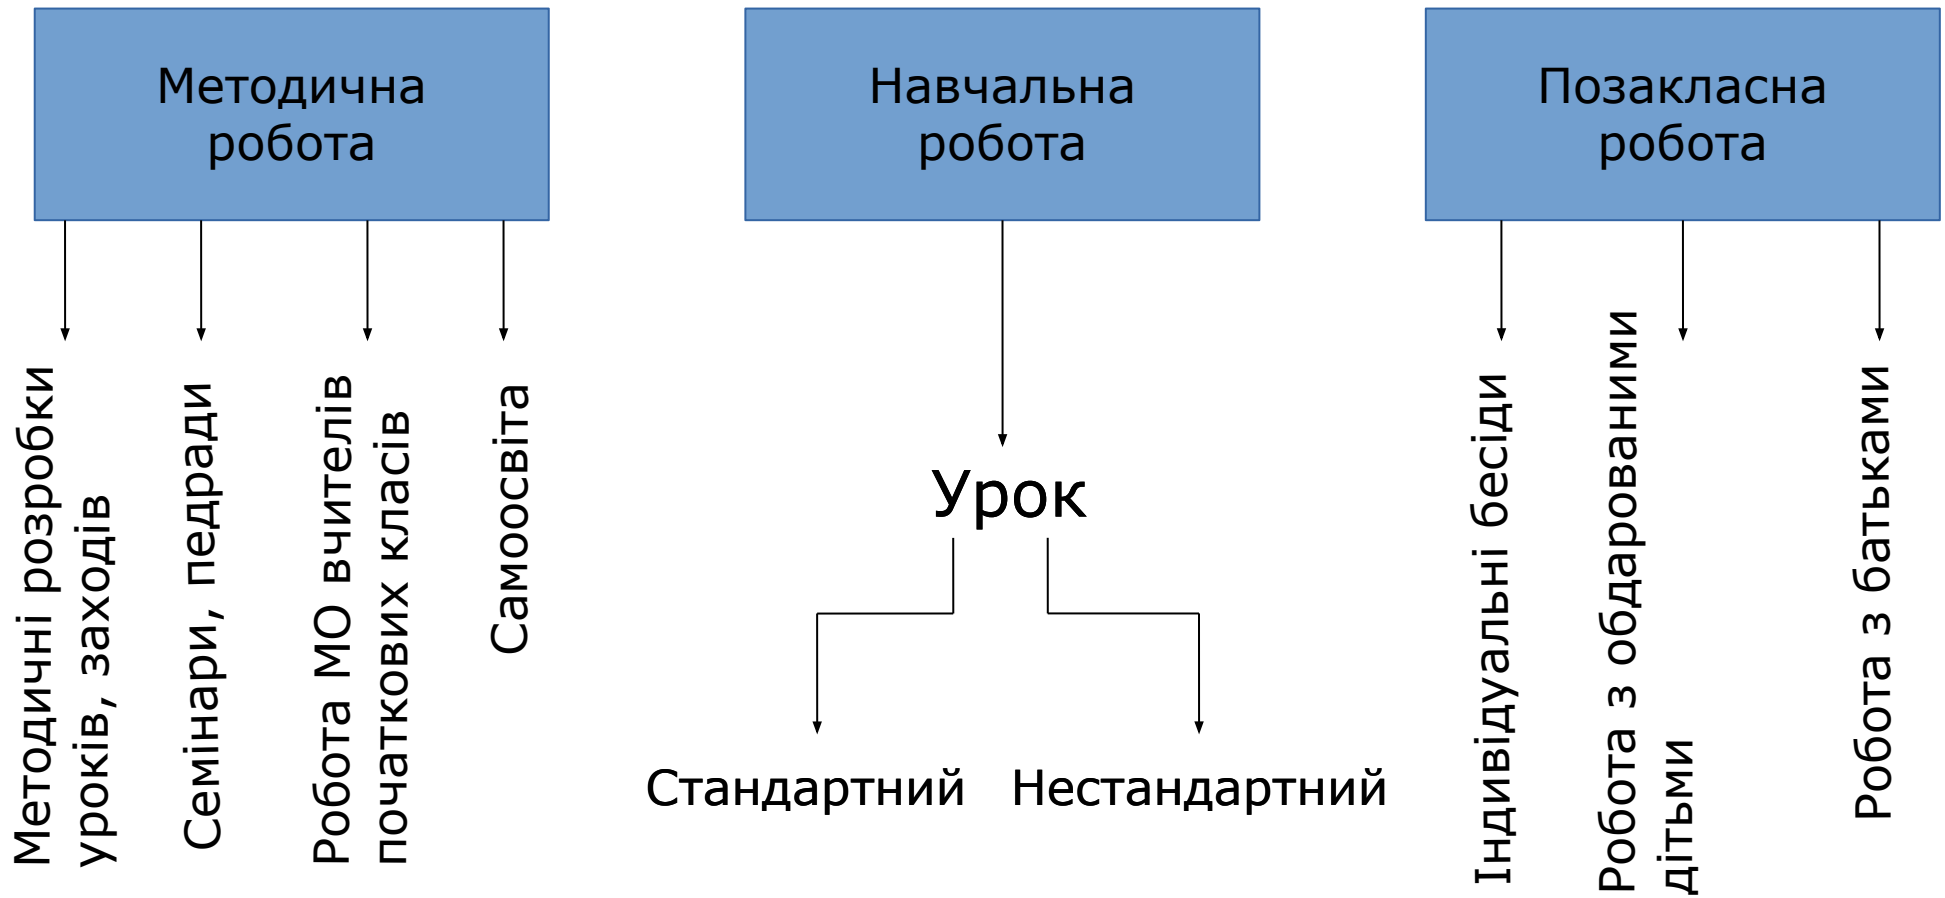 Методична
робота
Навчальна
робота
Позакласна
робота
Методичні розробки
уроків, заходів
Семінари, педради
Робота МО вчителів
початкових класів
Самоосвіта
Урок
Стандартний
Нестандартний
Індивідуальні бесіди
Робота з обдарованими
дітьми
Робота з батьками